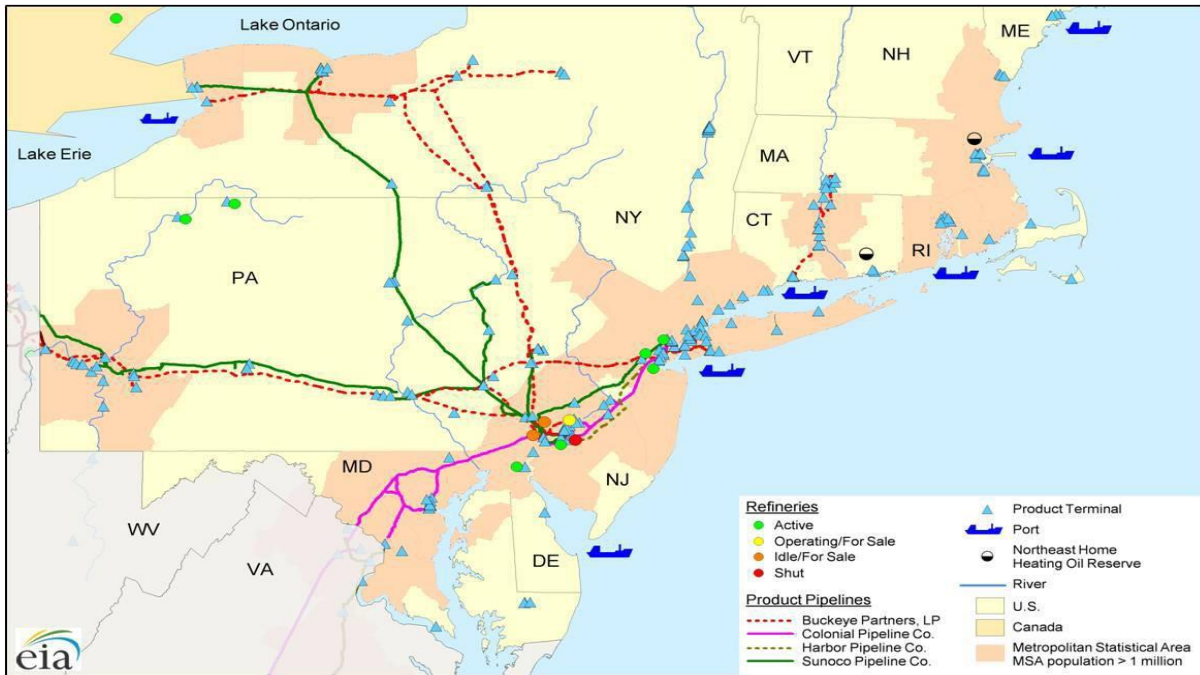 Lake Ontario
ME
VT
NH
Lake Erie
MA
NY
CT
RI
PA
MD
NJ
WV
DE
VA
eia
Refineries
Active
Operating/For Sale
Idle/For Sale
Shut
Product Pipelines
Buckeye Partners, LP
Colonial Pipeline Co.
Harbor Pipeline Co.
Sunoco Pipeline Co.
Product Terminal
Port
Northeast Home
Heating Oil Reserve
River
U.S.
Canada
Metropolitan Statistical Area
MSA population > 1 million